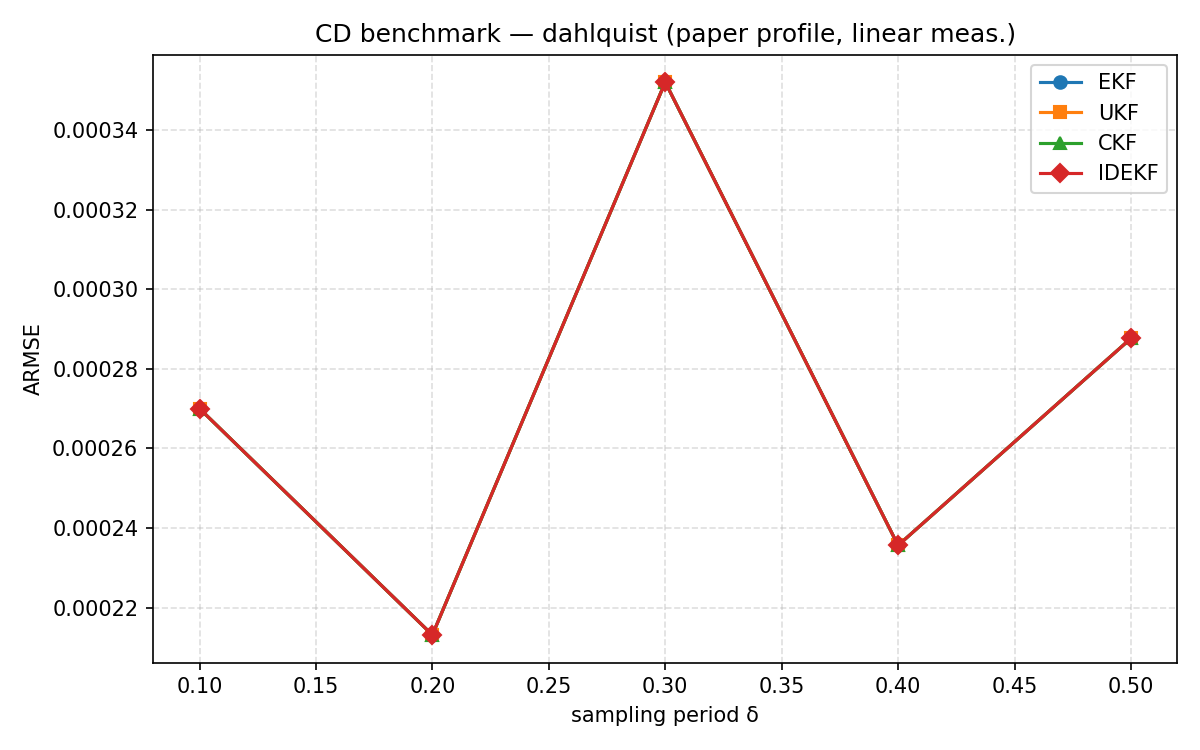 CD benchmark — dahlquist (paper profile, linear meas.)
EKF
UKF
CKF
IDEKF
ARMSE
0.00034
0.00032
0.00030
0.00028
0.00026
0.00024
0.00022
0.10 0.15 0.20 0.25 0.30 0.35 0.40 0.45 0.50
sampling period δ